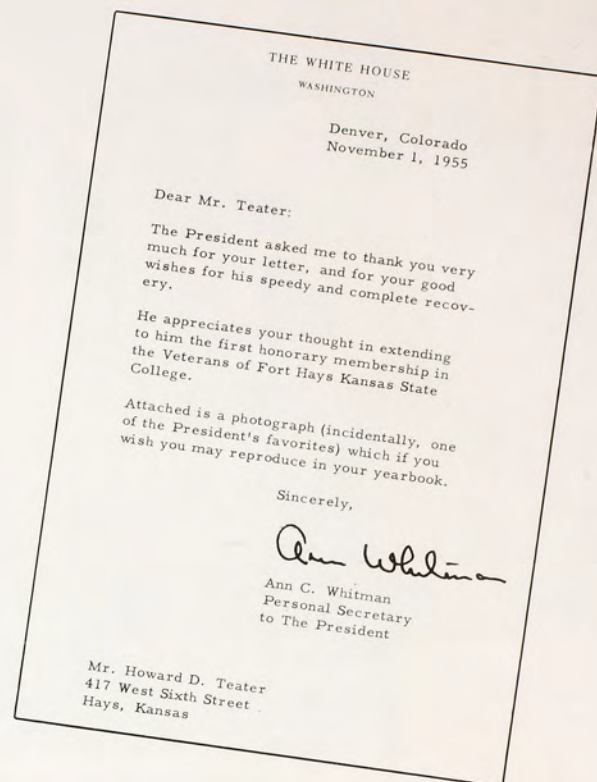 THE WHITE HOUSE
WASHINGTON
Denver, Colorado
November 1, 1955
Dear Mr. Teater:
The President asked me to thank you very
much for your letter, and for your good
wishes for his speedy and complete recov-
ery.
He appreciates your thought in extending
to him the first honorary membership in
the Veterans of Fort Hays Kansas State
College.
Attached is a photograph (incidentally, one
of the President's favorites) which if you
wish you may reproduce in your yearbook.
Sincerely,
Ann Whitman
Ann C. Whitman
Personal Secretary
to The President
Mr. Howard D. Teater
417 West Sixth Street
Hays, Kansas